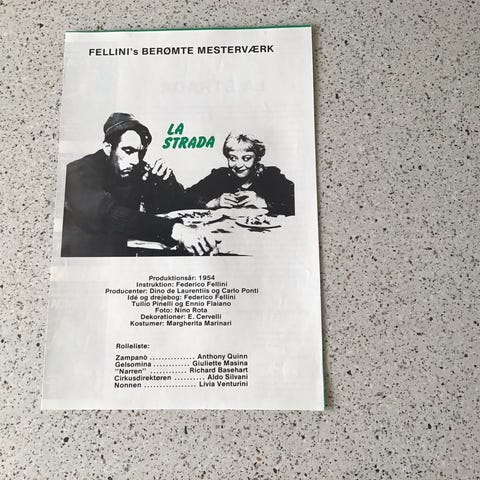 FELLINI's BERØMTE MESTERVÆRK
LA
STRADA
Produktionsår: 1954
Instruktion: Federico Fellini
Producenter: Dino de Laurentiis og Carlo Ponti
Idé og drejebog: Federico Fellini
Tullio Pinelli og Ennio Flaiano
Foto: Nino Rota
Dekorationer: E. Cervelli
Kostumer: Margherita Marinari
Rolleliste:
Zampanò .............. Anthony Quinn
Gelsomina ........... Giuliette Masina
"Narren" ........... Richard Basehart
Cirkusdirektøren ......... Aldo Silvani
Nonnen ................ Livia Venturini